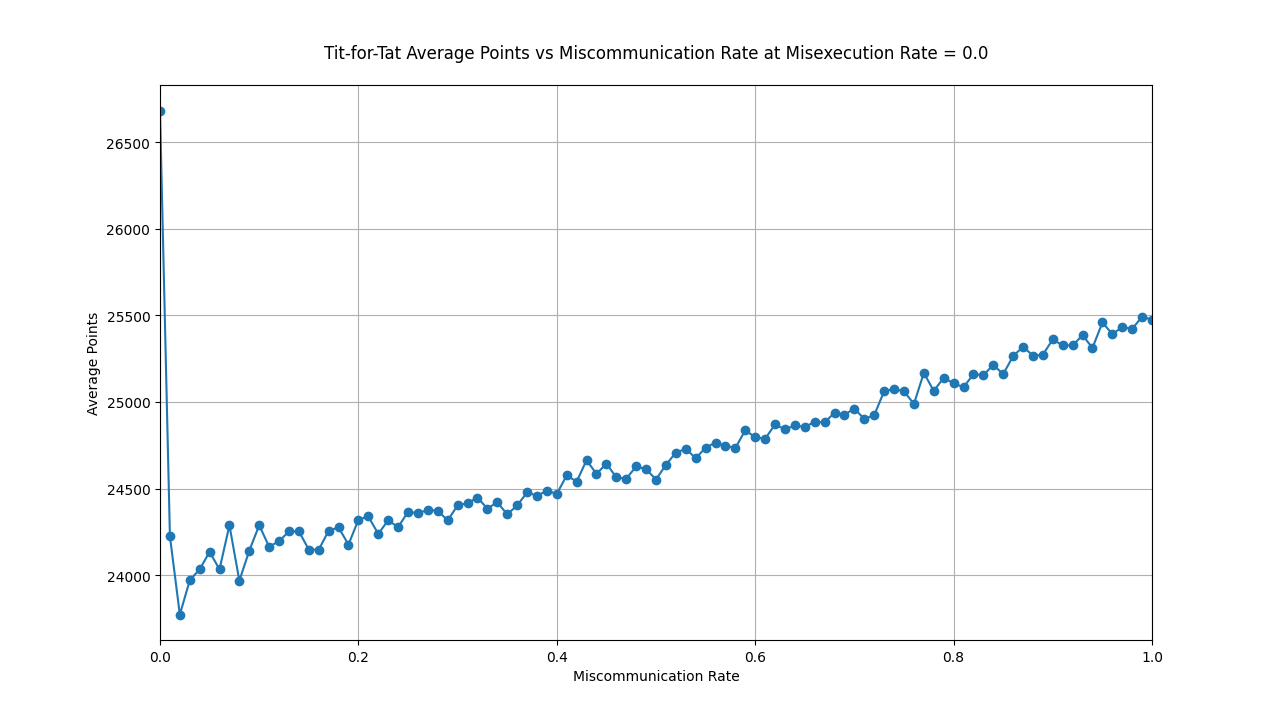 Tit-for-Tat Average Points vs Miscommunication Rate at Misexecution Rate = 0.0
26500
26000
25500
25000
24500
24000
Average Points
0.0 0.2 0.4 0.6 0.8 1.0
Miscommunication Rate